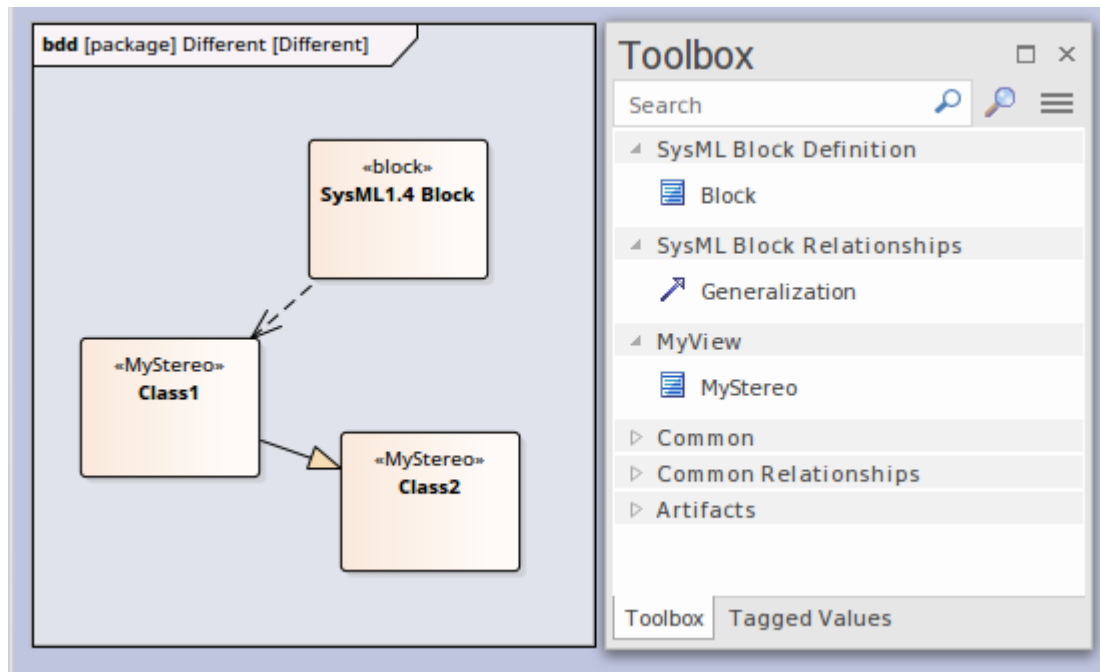 bdd [package] Different [Different]
«block»
SysML1.4 Block
«MyStereo»
Class1
«MyStereo»
Class2
Toolbox
Search
SysML Block Definition
Block
SysML Block Relationships
Generalization
MyView
MyStereo
Common
Common Relationships
Artifacts
Toolbox
Tagged Values